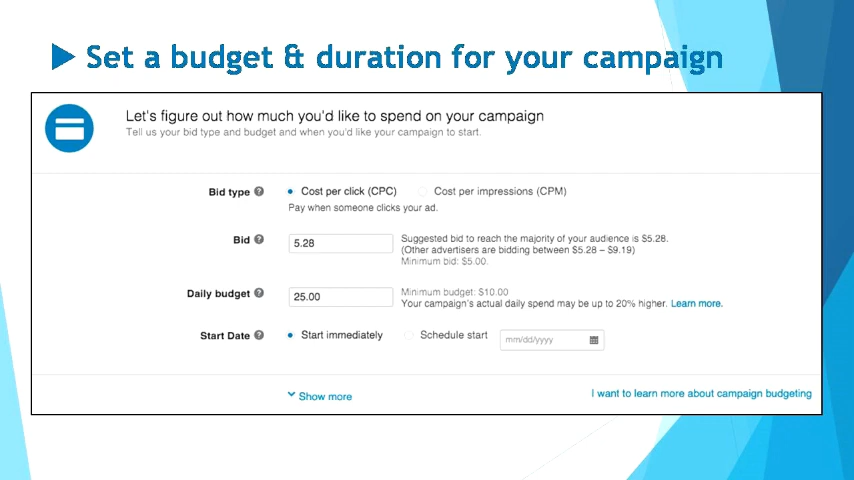 Set a budget & duration for your campaign
Let's figure out how much you'd like to spend on your campaign
Tell us your bid type and budget and when you'd like your campaign to start.
Bid type ? Cost per click (CPC) Cost per impressions (CPM)
Pay when someone clicks your ad.
Bid ? 5.28 Suggested bid to reach the majority of your audience is $5.28.
(Other advertisers are bidding between $5.28 – $9.19)
Minimum bid: $5.00.
Daily budget ? 25.00 Minimum budget: $10.00
Your campaign's actual daily spend may be up to 20% higher. Learn more.
Start Date ? Start immediately Schedule start mm/dd/yyyy
Show more I want to learn more about campaign budgeting